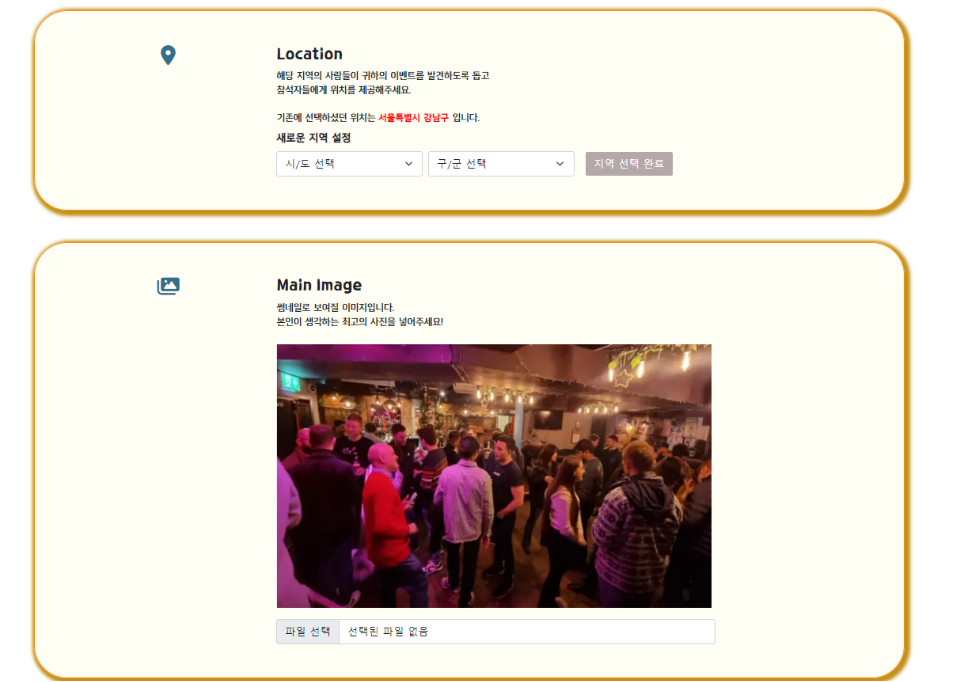 Location
해당 지역의 사람들이 귀하의 이벤트를 발견하도록 돕고
참석자들에게 위치를 제공해주세요.
기존에 선택하셨던 위치는 서울특별시 강남구 입니다.
새로운 지역 설정
시/도 선택 구/군 선택 지역 선택 완료
Main Image
썸네일로 보여질 이미지입니다.
본인이 생각하는 최고의 사진을 넣어주세요!
파일 선택 선택된 파일 없음